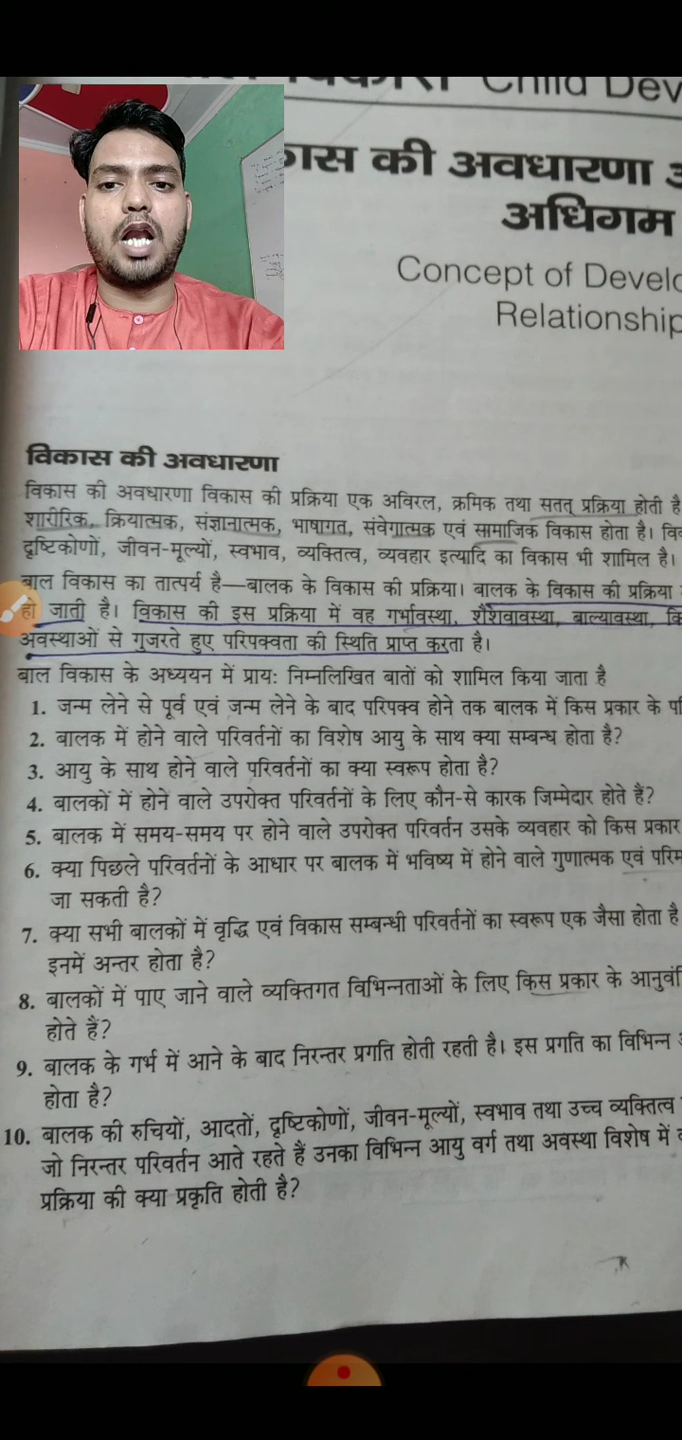 Child Dev
की अवधारणा
अधिगम
Concept of Develo
Relationship
विकास की अवधारणा
विकास की अवधारणा विकास की प्रक्रिया एक अविरल, क्रमिक तथा सतत् प्रक्रिया होती है
शारीरिक, क्रियात्मक, संज्ञानात्मक, भाषागत, संवेगात्मक एवं सामाजिक विकास होता है।
दृष्टिकोणों, जीवन-मूल्यों, स्वभाव, व्यक्तित्व, व्यवहार इत्यादि का विकास भी शामिल है।
बाल विकास का तात्पर्य है—बालक के विकास की प्रक्रिया। बालक के विकास की प्रक्रिया
हो जाती है। विकास की इस प्रक्रिया में वह गर्भावस्था, शैशवावस्था, बाल्यावस्था, कि
अवस्थाओं से गुजरते हुए परिपक्वता की स्थिति प्राप्त करता है।
बाल विकास के अध्ययन में प्रायः निम्नलिखित बातों को शामिल किया जाता है
1. जन्म लेने से पूर्व एवं जन्म लेने के बाद परिपक्व होने तक बालक में किस प्रकार के
2. बालक में होने वाले परिवर्तनों का विशेष आयु के साथ क्या सम्बन्ध होता है?
3. आयु के साथ होने वाले परिवर्तनों का क्या स्वरूप होता है?
4. बालकों में होने वाले उपरोक्त परिवर्तनों के लिए कौन-से कारक जिम्मेदार होते हैं?
5. बालक में समय-समय पर होने वाले उपरोक्त परिवर्तन उसके व्यवहार को किस प्रकार
6. क्या पिछले परिवर्तनों के आधार पर बालक में भविष्य में होने वाले गुणात्मक एवं परिम
जा सकती है?
7. क्या सभी बालकों में वृद्धि एवं विकास सम्बन्धी परिवर्तनों का स्वरूप एक जैसा होता है
इनमें अन्तर होता है?
8. बालकों में पाए जाने वाले व्यक्तिगत विभिन्नताओं के लिए किस प्रकार के आनुवंशि
होते हैं?
9. बालक के गर्भ में आने के बाद निरन्तर प्रगति होती रहती है। इस प्रगति का विभिन्न
होता है?
10. बालक की रुचियों, आदतों, दृष्टिकोणों, जीवन-मूल्यों, स्वभाव तथा उच्च व्यक्तित्व
जो निरन्तर परिवर्तन आते रहते हैं उनका विभिन्न आयु वर्ग तथा अवस्था विशेष में
प्रक्रिया की क्या प्रकृति होती है?